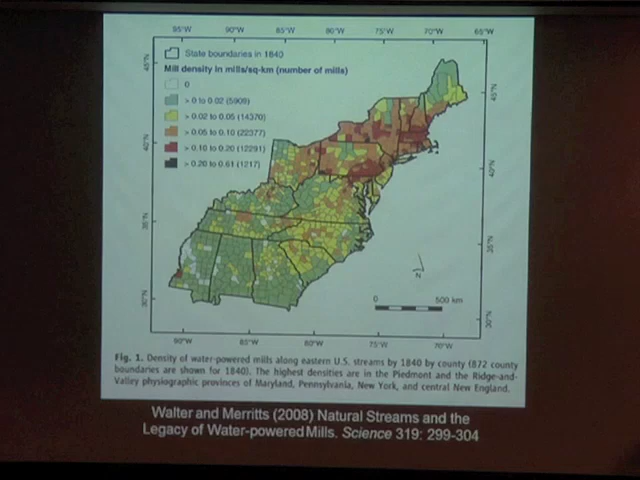 95°W 90°W 85°W 80°W 75°W 70°W 65°W
State boundaries in 1840
Mill density in mills/sq-km (number of mills)
0
> 0 to 0.02 (5909)
> 0.02 to 0.05 (14370)
> 0.05 to 0.10 (22377)
> 0.10 to 0.20 (12291)
> 0.20 to 0.61 (1217)
45°N
40°N
35°N
30°N
45°N
40°N
35°N
30°N
N
0 500 km
90°W 85°W 80°W 75°W 70°W
Fig. 1. Density of water-powered mills along eastern U.S. streams by 1840 by county (872 county
boundaries are shown for 1840). The highest densities are in the Piedmont and the Ridge-and-
Valley physiographic provinces of Maryland, Pennsylvania, New York, and central New England.
Walter and Merritts (2008) Natural Streams and the
Legacy of Water-powered Mills. Science 319: 299-304